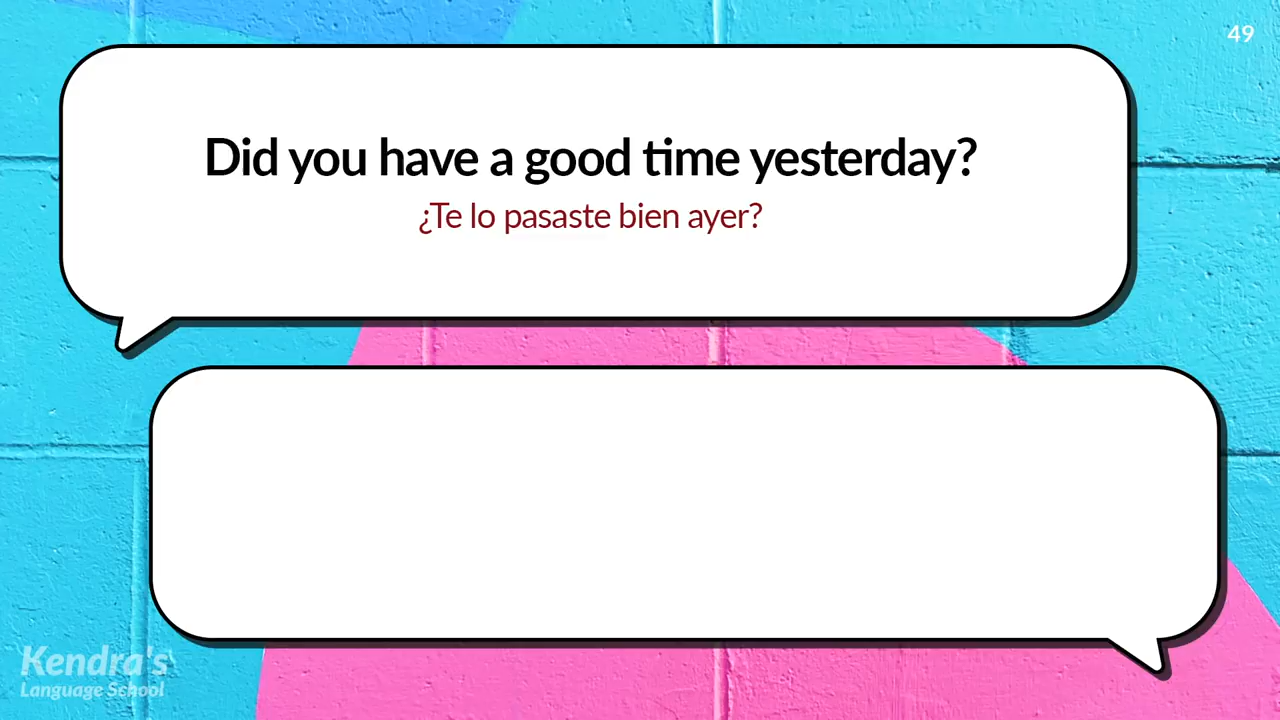 49
Did you have a good time yesterday?
¿Te lo pasaste bien ayer?
Kendra's
Language School